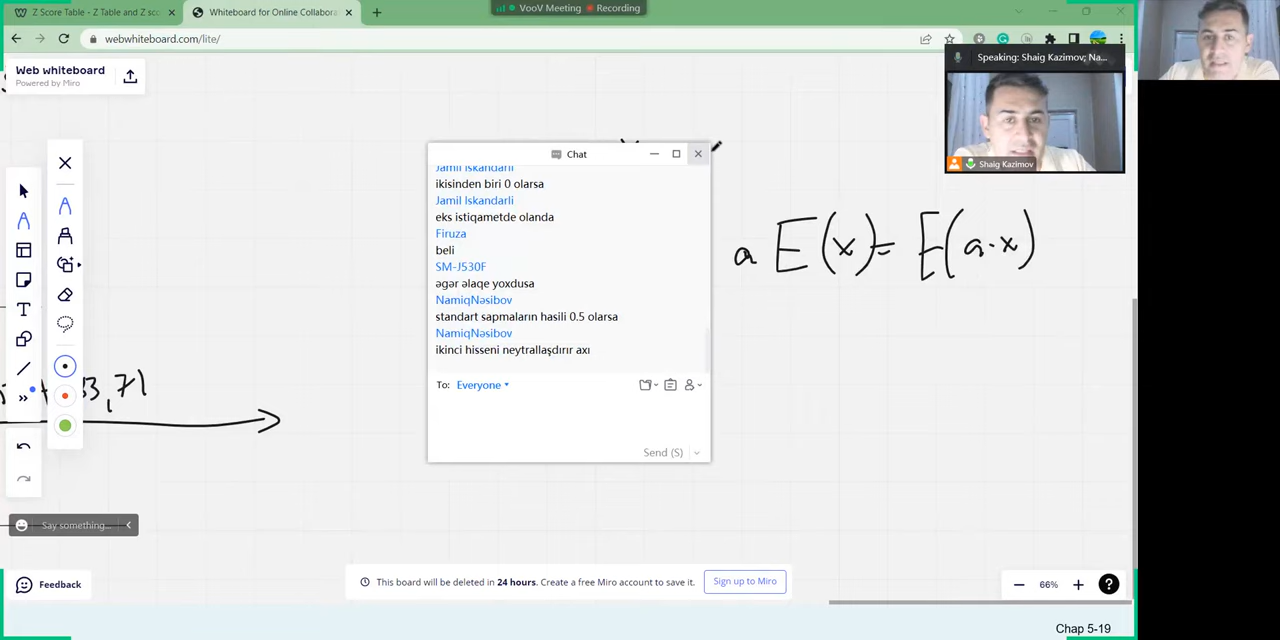 Z Score Table - Z Table and Z sco
Whiteboard for Online Collabora
VooV Meeting Recording
webwhiteboard.com/lite/
Web whiteboard
Powered by Miro
Speaking: Shaig Kazimov; Na...
Shaig Kazimov
Chat
Jamil Iskandarli
ikisinden biri 0 olarsa
Jamil Iskandarli
eks istiqametde olanda
Firuza
beli
SM-J530F
əgər əlaqe yoxdusa
NamiqNəsibov
standart sapmaların hasili 0.5 olarsa
NamiqNəsibov
ikinci hisseni neytrallaşdırır axı
To: Everyone
Send (S)
a E(x) = E(a·x)
3,71
Say something...
Feedback
This board will be deleted in 24 hours. Create a free Miro account to save it.
Sign up to Miro
66%
Chap 5-19